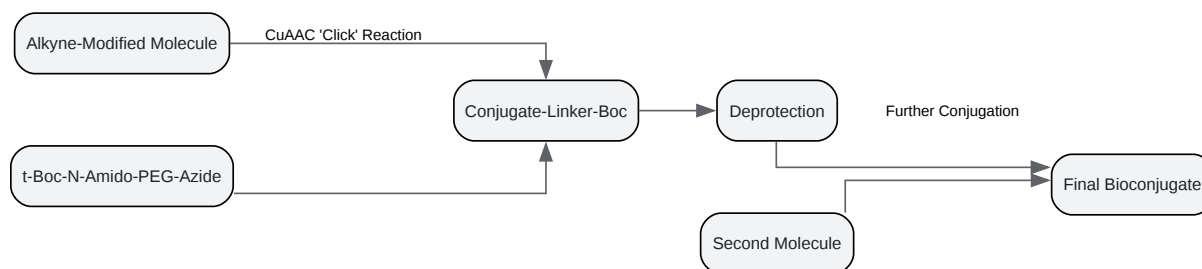 Alkyne-Modified Molecule
CuAAC 'Click' Reaction
Conjugate-Linker-Boc
Deprotection
Further Conjugation
t-Boc-N-Amido-PEG-Azide
Final Bioconjugate
Second Molecule